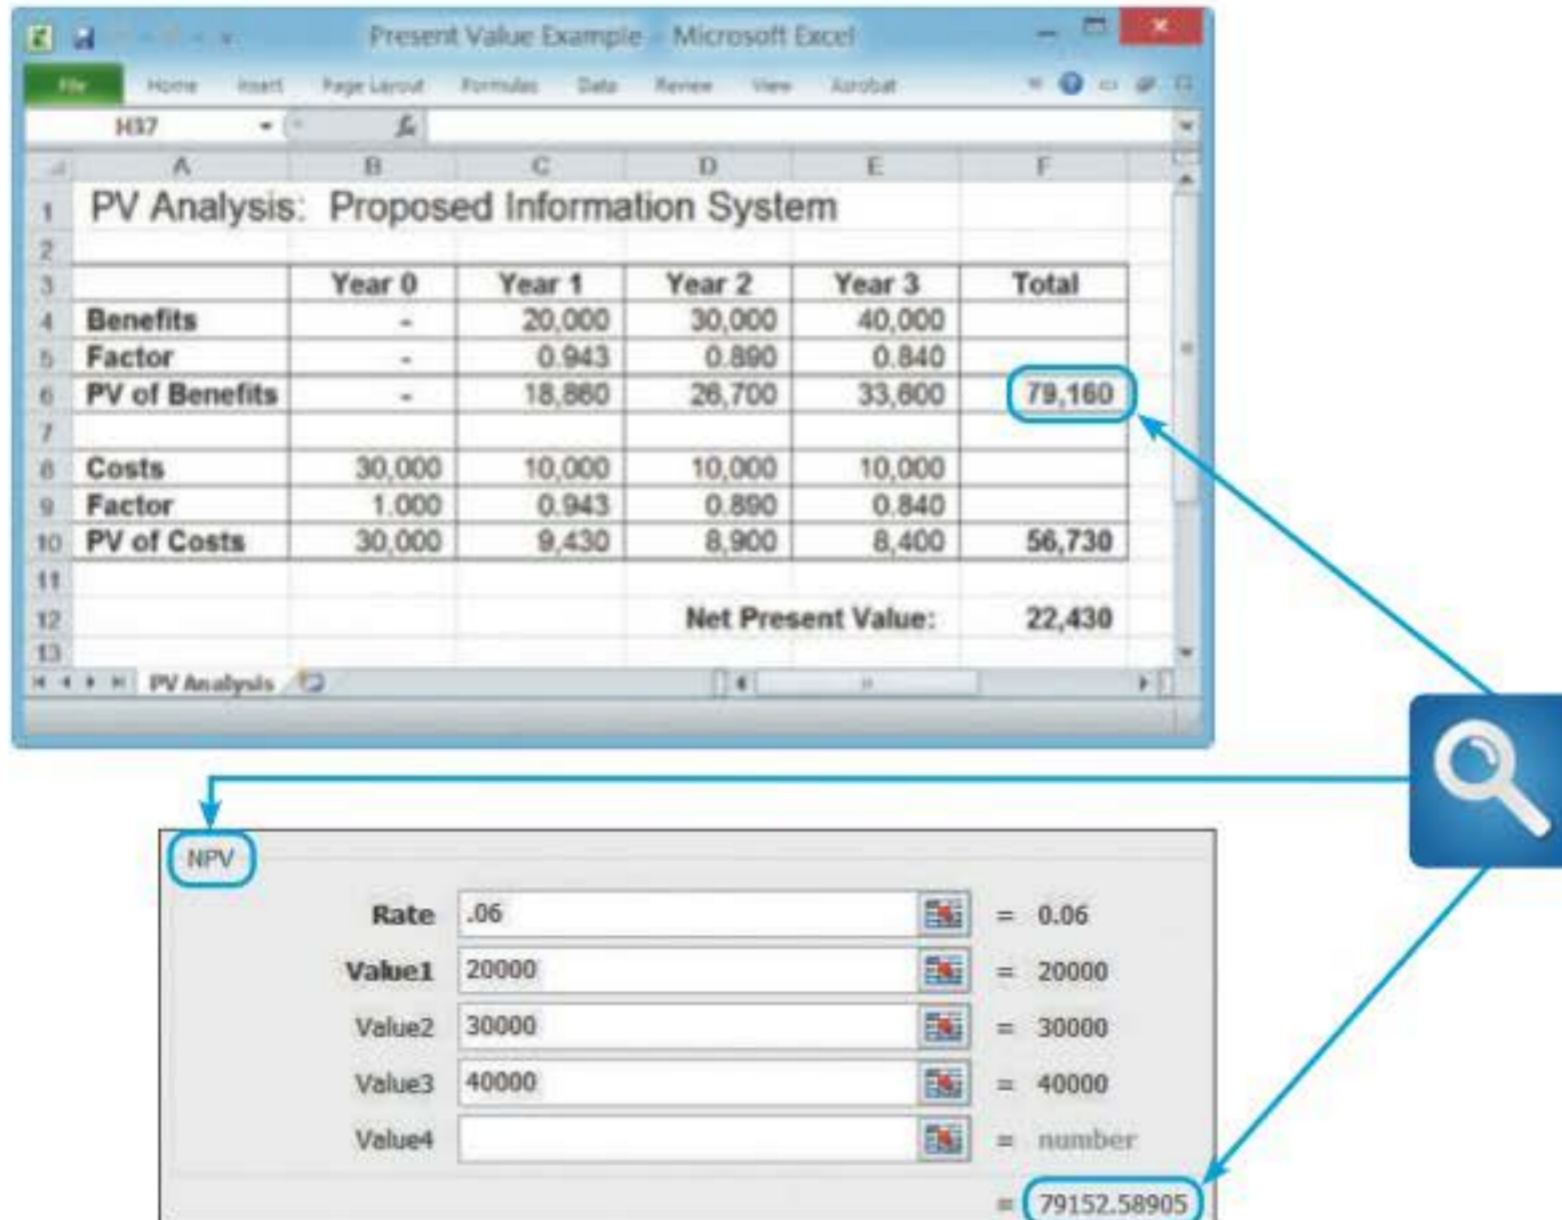 Present Value Example - Microsoft Excel
File Home Insert Page Layout Formulas Data Review View Acrobat
H37 fx
A B C D E F
1 PV Analysis: Proposed Information System
2
3 Year 0 Year 1 Year 2 Year 3 Total
4 Benefits - 20,000 30,000 40,000
5 Factor - 0.943 0.890 0.840
6 PV of Benefits - 18,860 26,700 33,600 79,160
7
8 Costs 30,000 10,000 10,000 10,000
9 Factor 1.000 0.943 0.890 0.840
10 PV of Costs 30,000 9,430 8,900 8,400 56,730
11
12 Net Present Value: 22,430
13
PV Analysis
NPV
Rate .06 = 0.06
Value1 20000 = 20000
Value2 30000 = 30000
Value3 40000 = 40000
Value4 = number
= 79152.58905